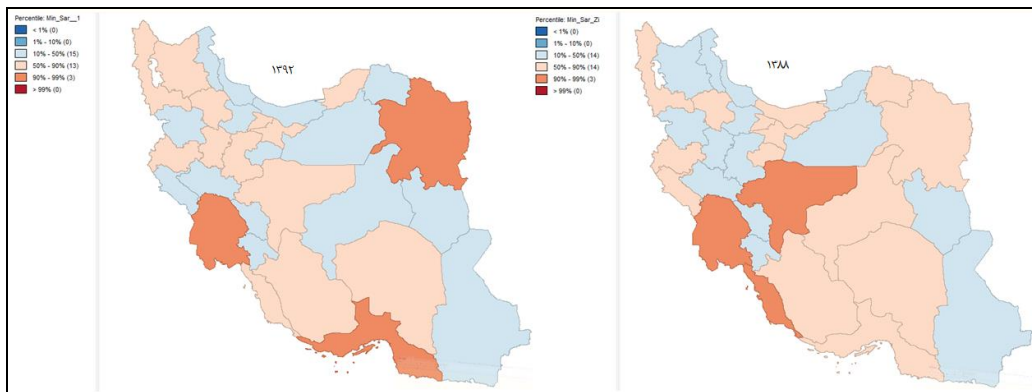 Percentile: Min_Sar__1
< 1% (0)
1% - 10% (0)
10% - 50% (15)
50% - 90% (13)
90% - 99% (3)
> 99% (0)
۱۳۹۲
Percentile: Min_Sar_Zi
< 1% (0)
1% - 10% (0)
10% - 50% (14)
50% - 90% (14)
90% - 99% (3)
> 99% (0)
۱۳۸۸